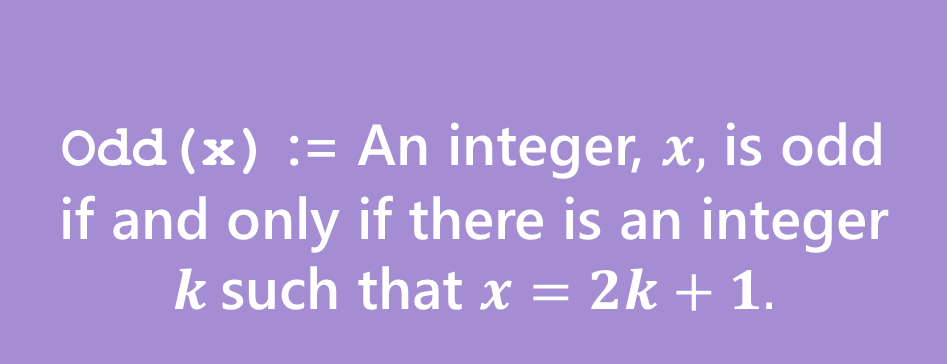 Odd(x) := An integer, x, is odd
if and only if there is an integer
k such that x = 2k + 1.